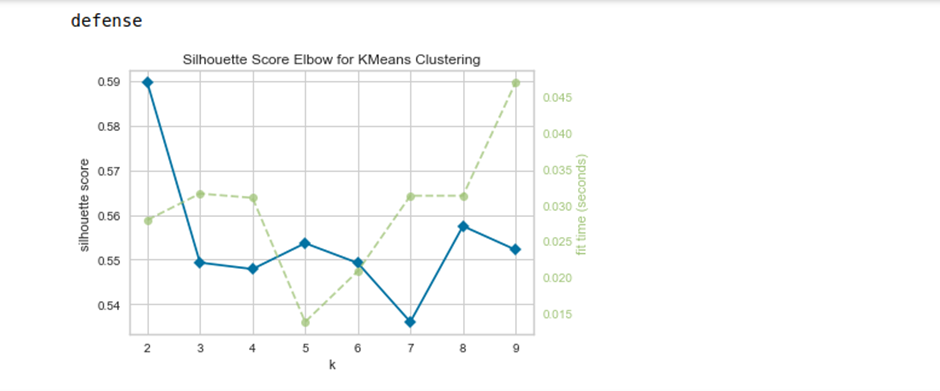 defense
Silhouette Score Elbow for KMeans Clustering
0.59
0.58
0.57
0.56
0.55
0.54
silhouette score
0.045
0.040
0.035
0.030
0.025
0.020
0.015
fit time (seconds)
2 3 4 5 6 7 8 9
k